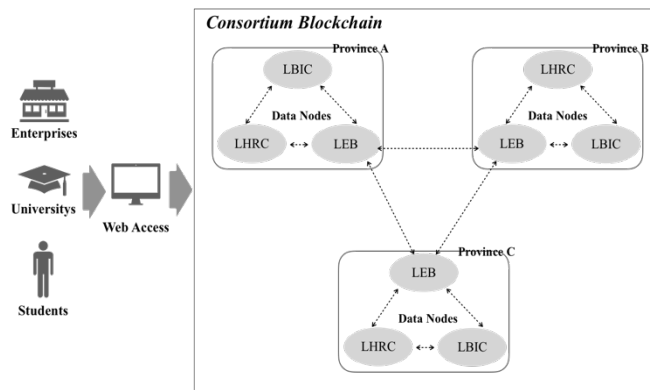 Consortium Blockchain
Province A
LBIC
Data Nodes
LHRC
LEB
Province B
LHRC
Data Nodes
LEB
LBIC
Enterprises
Universitys
Web Access
Students
Province C
LEB
Data Nodes
LHRC
LBIC